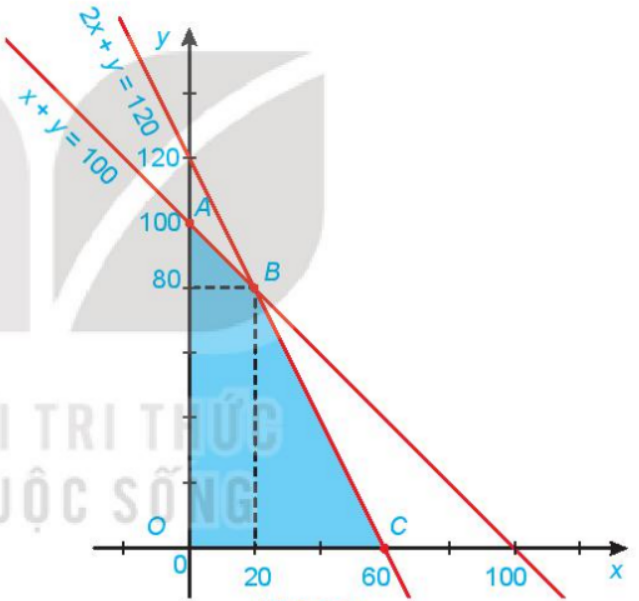 y
2x + y = 120
x + y = 100
120
100
A
80
B
I TRI THỨC
UỘC SỐNG
O
C
0
20
60
100
x